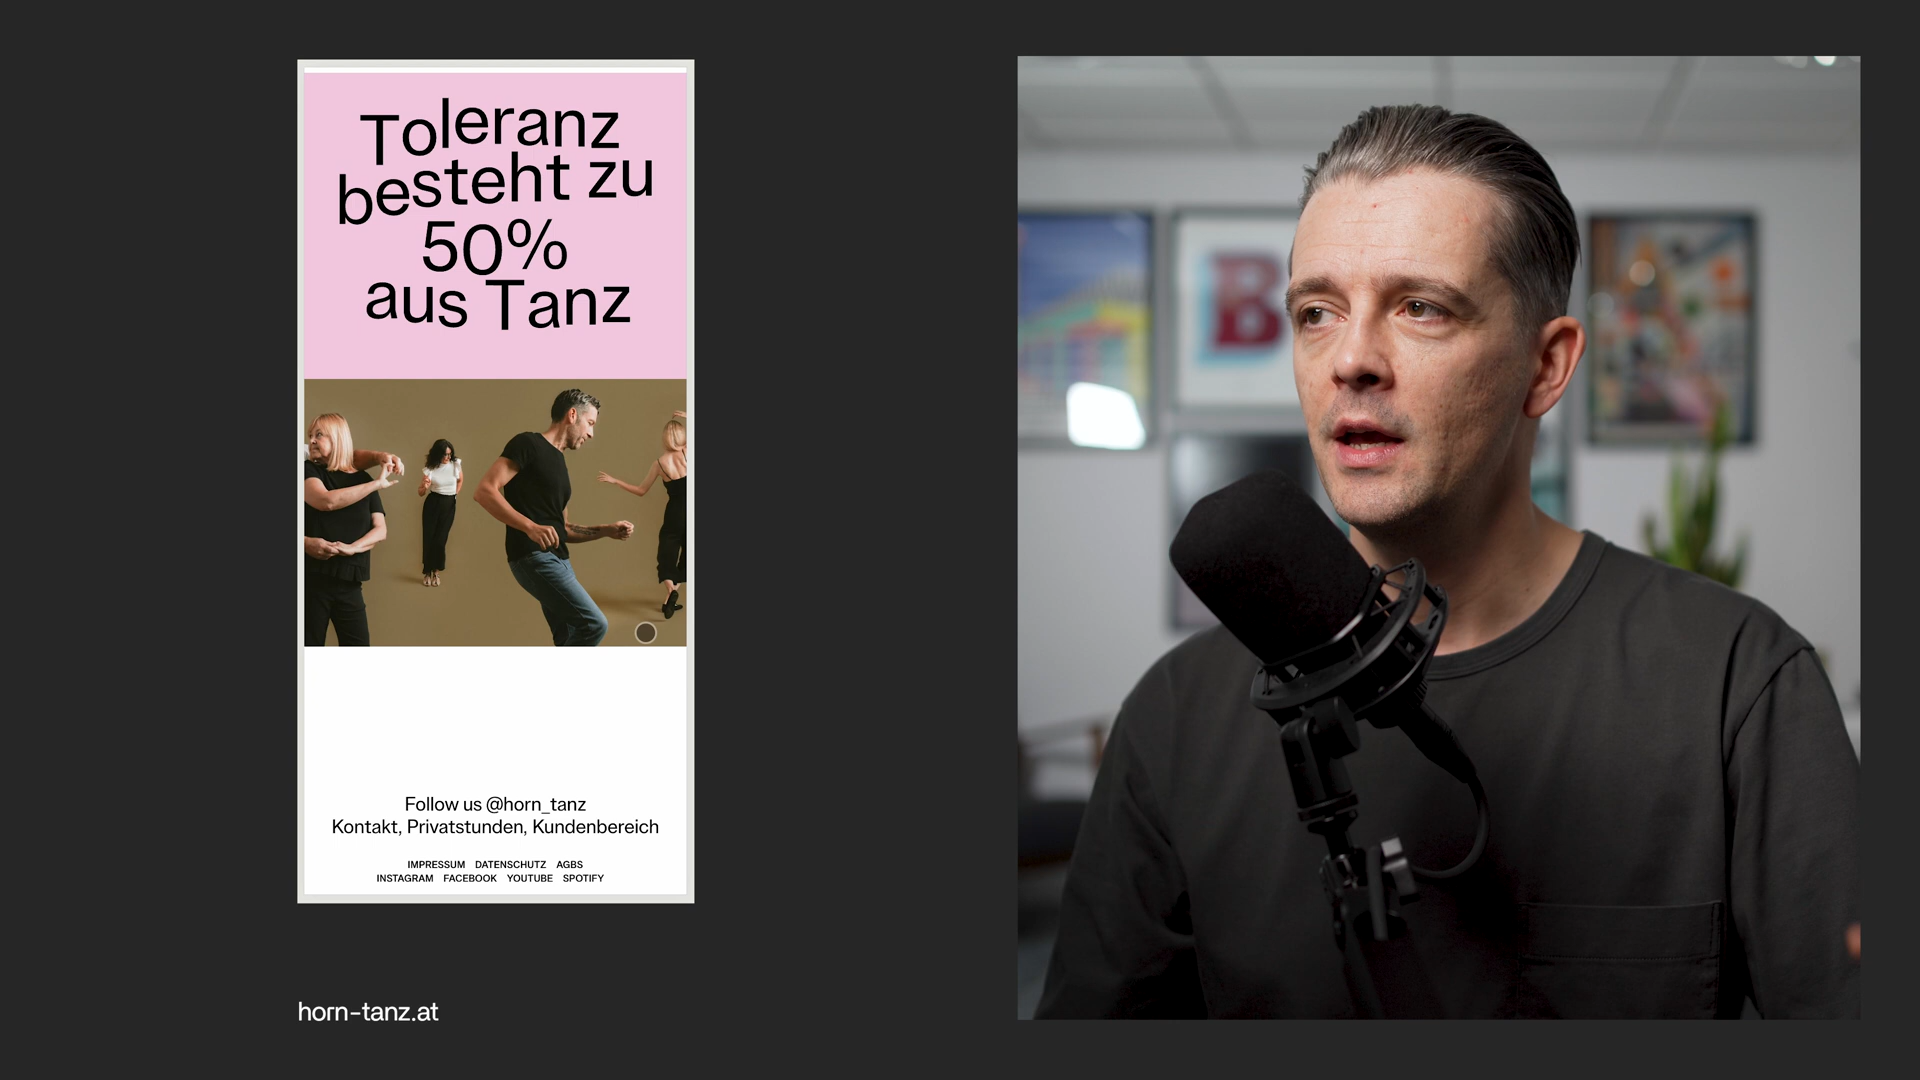 Toleranz
besteht zu
50%
aus Tanz
Follow us @horn_tanz
Kontakt, Privatstunden, Kundenbereich
IMPRESSUM DATENSCHUTZ AGBS
INSTAGRAM FACEBOOK YOUTUBE SPOTIFY
horn-tanz.at
B